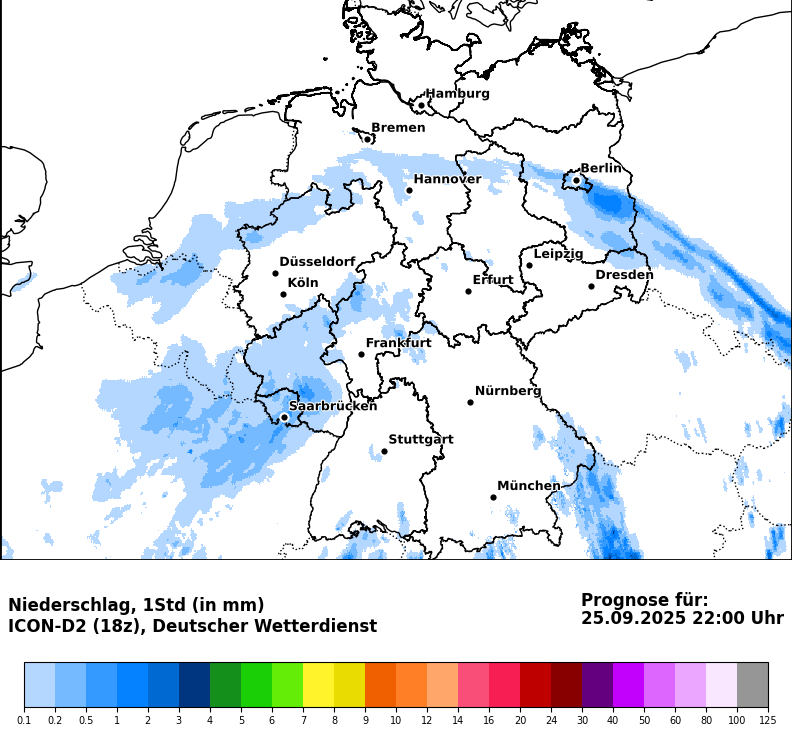 Hamburg
Bremen
Berlin
Hannover
Leipzig
Düsseldorf
Dresden
Köln
Erfurt
Frankfurt
Nürnberg
Saarbrücken
Stuttgart
München
Niederschlag, 1Std (in mm)
ICON-D2 (18z), Deutscher Wetterdienst
Prognose für:
25.09.2025 22:00 Uhr
0.1 0.2 0.5 1 2 3 4 5 6 7 8 9 10 12 14 16 20 24 30 40 50 60 80 100 125